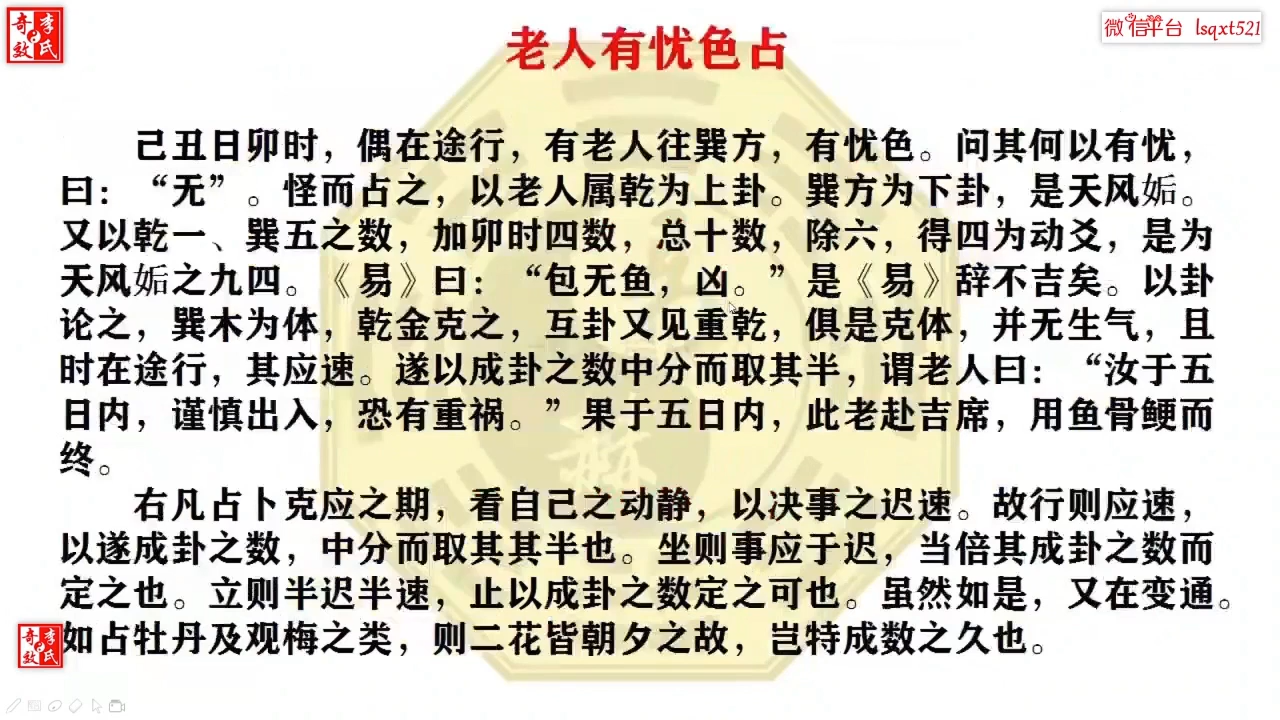 李氏奇致
微信平台 lsqxt521
老人有忧色占
己丑日卯时，偶在途行，有老人往巽方，有忧色。问其何以有忧，
曰：“无”。怪而占之，以老人属乾为上卦。巽方为下卦，是天风姤。
又以乾一、巽五之数，加卯时四数，总十数，除六，得四为动爻，是为
天风姤之九四。《易》曰：“包无鱼，凶。”是《易》辞不吉矣。以卦
论之，巽木为体，乾金克之，互卦又见重乾，俱是克体，并无生气，且
时在途行，其应速。遂以成卦之数中分而取其半，谓老人曰：“汝于五
日内，谨慎出入，恐有重祸。”果于五日内，此老赴吉席，用鱼骨鲠而
终。
右凡占卜克应之期，看自己之动静，以决事之迟速。故行则应速，
以遂成卦之数，中分而取其其半也。坐则事应于迟，当倍其成卦之数而
定之也。立则半迟半速，止以成卦之数定之可也。虽然如是，又在变通。
如占牡丹及观梅之类，则二花皆朝夕之故，岂特成数之久也。
李氏奇致